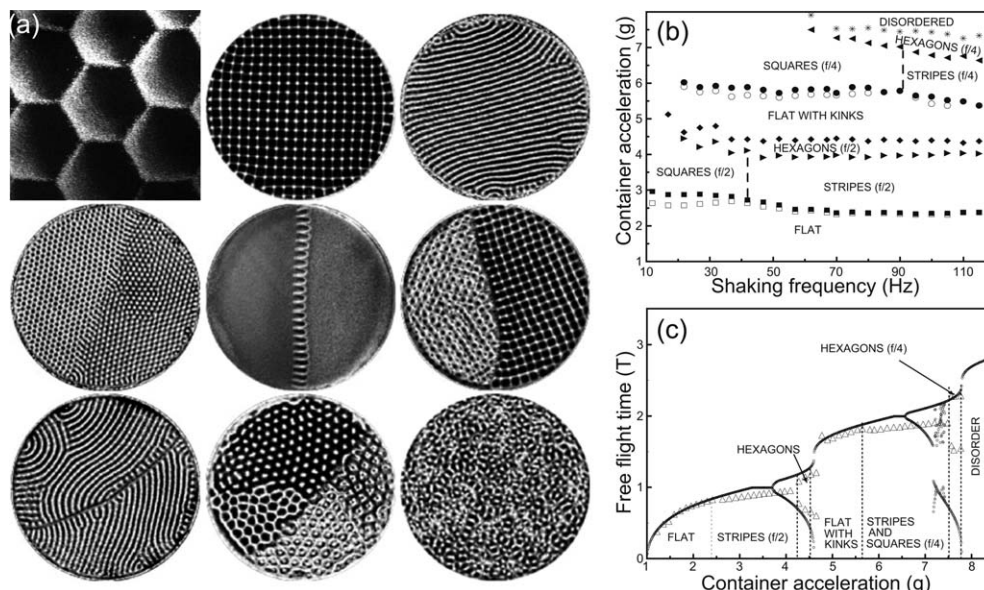 (a)
(b)
Container acceleration (g)
8
7
6
5
4
3
2
1
DISORDERED
HEXAGONS (f/4)
SQUARES (f/4)
STRIPES (f/4)
FLAT WITH KINKS
HEXAGONS (f/2)
SQUARES (f/2)
STRIPES (f/2)
FLAT
10
30
50
70
90
110
Shaking frequency (Hz)
(c)
Free flight time (T)
3
2
1
0
HEXAGONS (f/4)
HEXAGONS
FLAT
STRIPES (f/2)
FLAT
WITH
KINKS
STRIPES
AND
SQUARES (f/4)
DISORDER
1
2
3
4
5
6
7
8
Container acceleration (g)